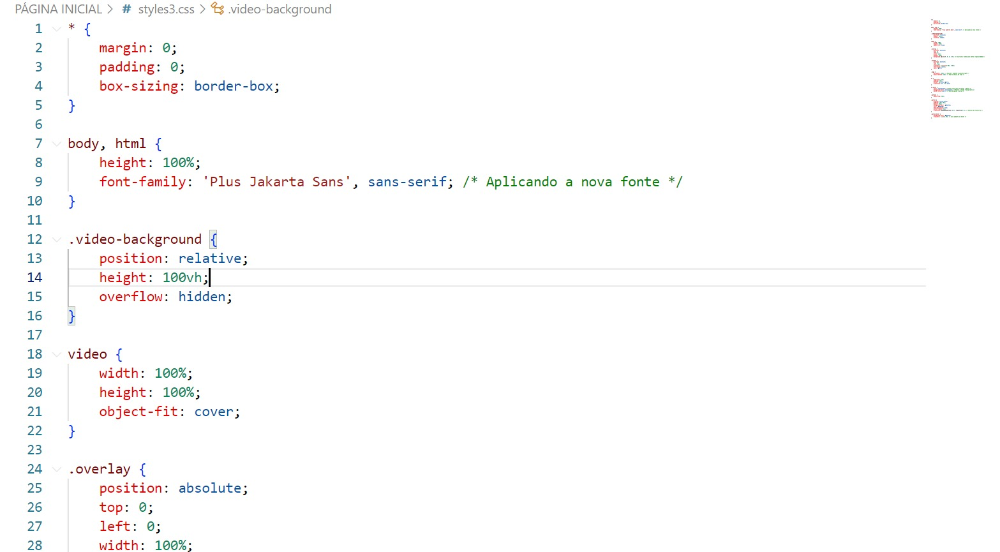 PÁGINA INICIAL > # styles3.css > .video-background
1 * {
2 margin: 0;
3 padding: 0;
4 box-sizing: border-box;
5 }
6
7 body, html {
8 height: 100%;
9 font-family: 'Plus Jakarta Sans', sans-serif; /* Aplicando a nova fonte */
10 }
11
12 .video-background {
13 position: relative;
14 height: 100vh;
15 overflow: hidden;
16 }
17
18 video {
19 width: 100%;
20 height: 100%;
21 object-fit: cover;
22 }
23
24 .overlay {
25 position: absolute;
26 top: 0;
27 left: 0;
28 width: 100%;